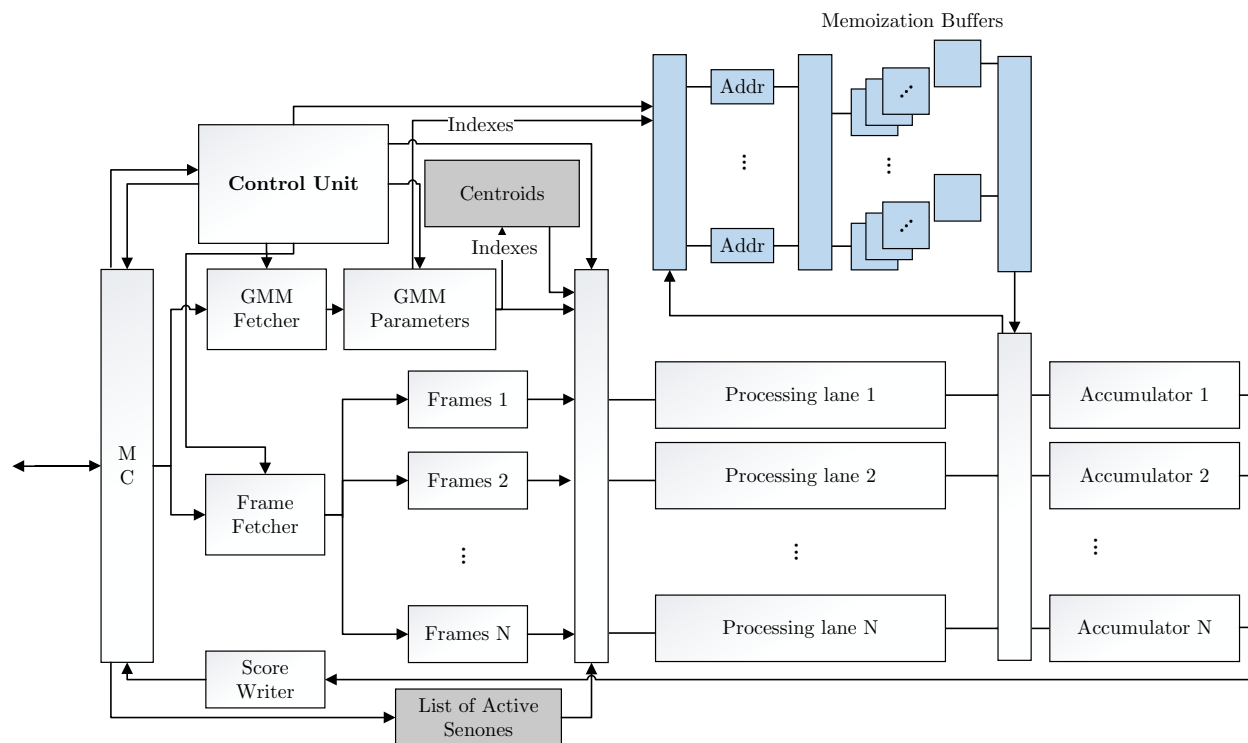 Memoization Buffers
Addr
Indexes
Control Unit
Centroids
Indexes
Addr
GMM
Fetcher
GMM
Parameters
M
C
Frames 1
Processing lane 1
Accumulator 1
Frames 2
Processing lane 2
Accumulator 2
Frame
Fetcher
Frames N
Processing lane N
Accumulator N
Score
Writer
List of Active
Senones